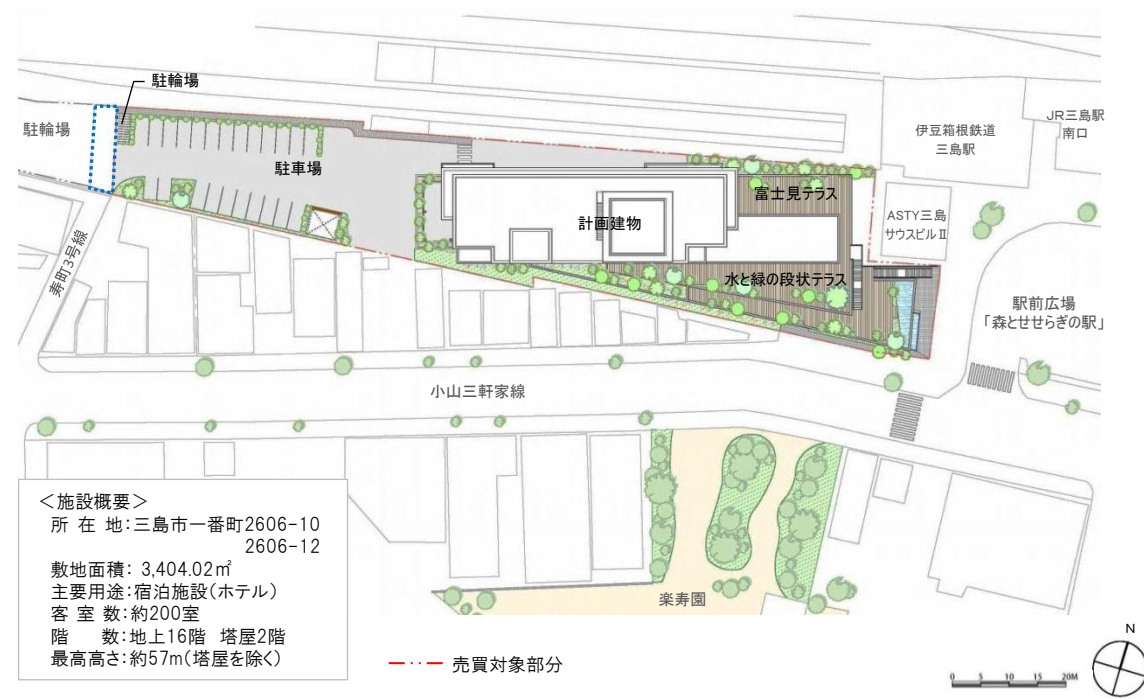 駐輪場
駐輪場
駐車場
寿町3号線
計画建物
富士見テラス
水と緑の段状テラス
伊豆箱根鉄道
三島駅
JR三島駅
南口
ASTY三島
サウスビルⅡ
駅前広場
「森とせせらぎの駅」
小山三軒家線
楽寿園
<施設概要>
所 在 地:三島市一番町2606-10
2606-12
敷地面積: 3,404.02㎡
主要用途:宿泊施設(ホテル)
客 室 数:約200室
階　 数:地上16階 塔屋2階
最高高さ:約57m(塔屋を除く)
売買対象部分
0 5 10 15 20M
N